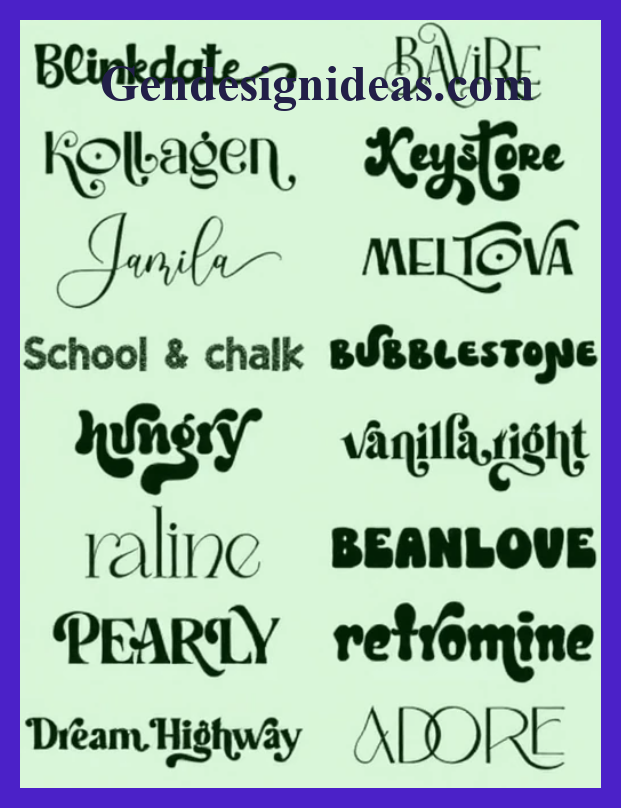 Blinkdate BAViRE
Gendesignideas.com
Kollagen Keystore
Jamila MELTOVA
School & chalk BUBBLESTONE
hungry vanilla right
raline BEANLOVE
PEARLY retromine
Dream Highway ADORE